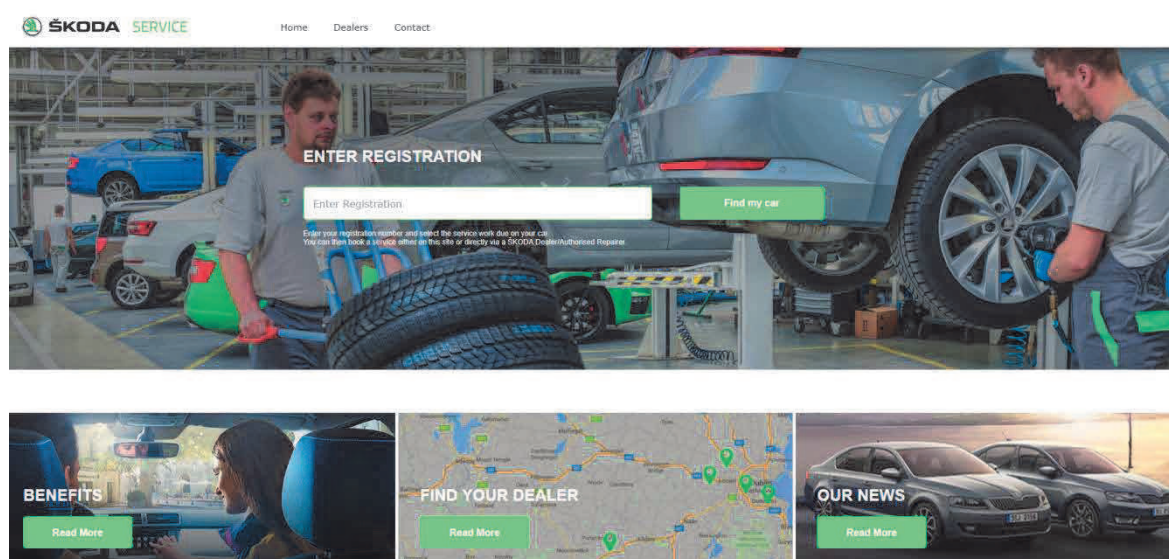 ŠKODA SERVICE
Home Dealers Contact
ENTER REGISTRATION
Enter Registration
Find my car
Enter your registration number and select the service work due on your car.
You can then book a service either on this site or directly via a ŠKODA Dealer/Authorised Repairer.
BENEFITS
Read More
FIND YOUR DEALER
Read More
OUR NEWS
Read More